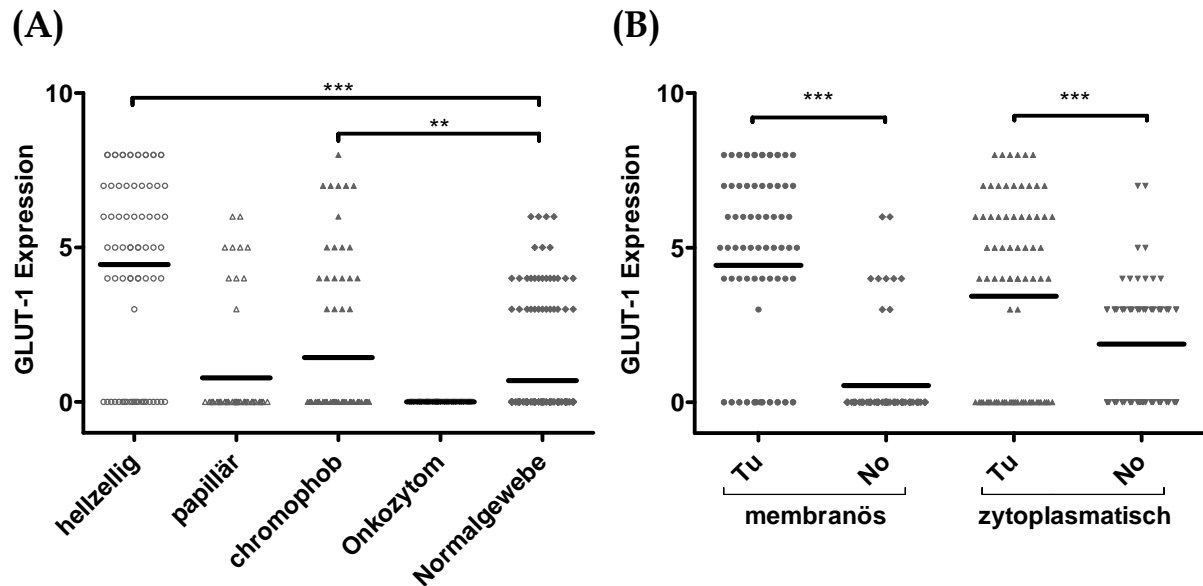 (A)
GLUT-1 Expression
10
5
0
***
**
hellzellig
papillär
chromophob
Onkozytom
Normalgewebe
(B)
GLUT-1 Expression
10
5
0
***
***
Tu
No
Tu
No
membranös
zytoplasmatisch